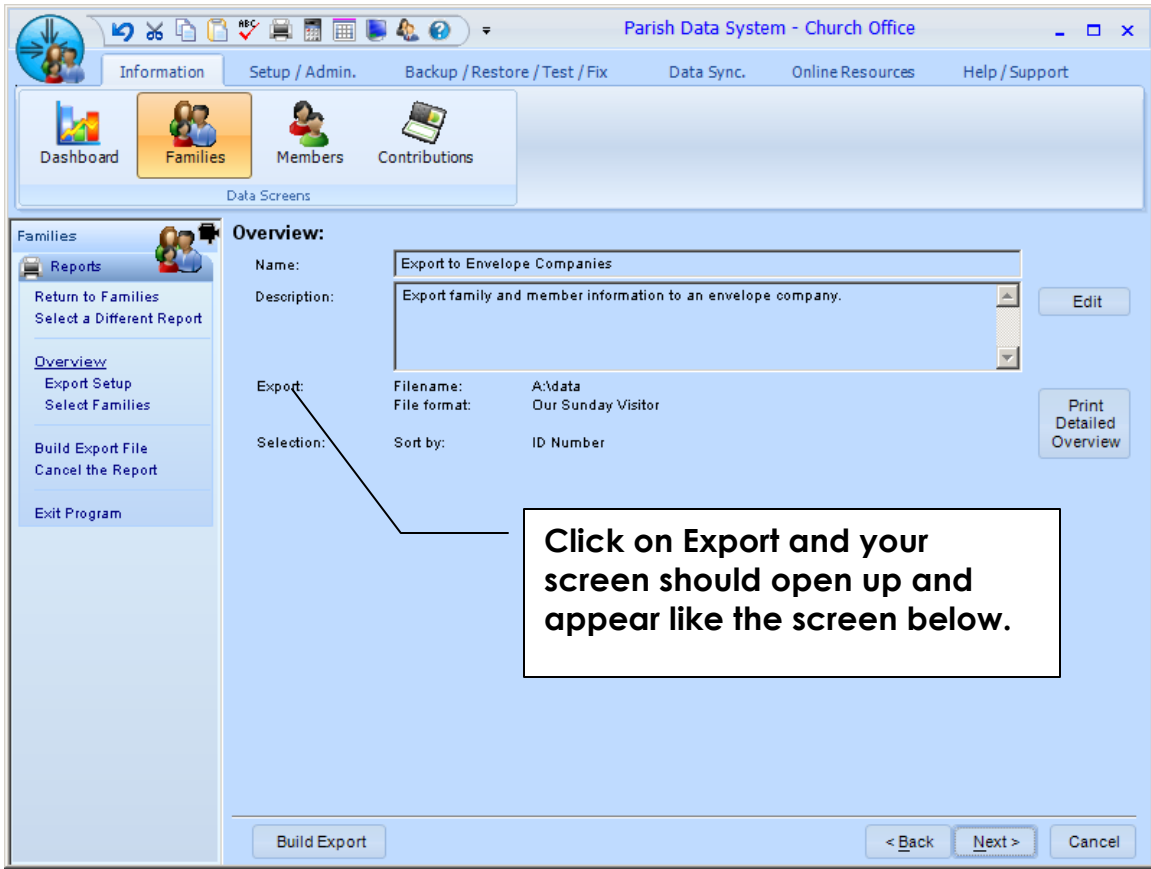 Parish Data System - Church Office
ABC
Information Setup / Admin. Backup / Restore / Test / Fix Data Sync. Online Resources Help / Support
Dashboard Families Members Contributions
Data Screens
Families
Reports
Return to Families
Select a Different Report
Overview
Export Setup
Select Families
Build Export File
Cancel the Report
Exit Program
Overview:
Name: Export to Envelope Companies
Description: Export family and member information to an envelope company.
Edit
Export: Filename: A:\data
File format: Our Sunday Visitor
Selection: Sort by: ID Number
Print
Detailed
Overview
Click on Export and your
screen should open up and
appear like the screen below.
Build Export < Back Next > Cancel